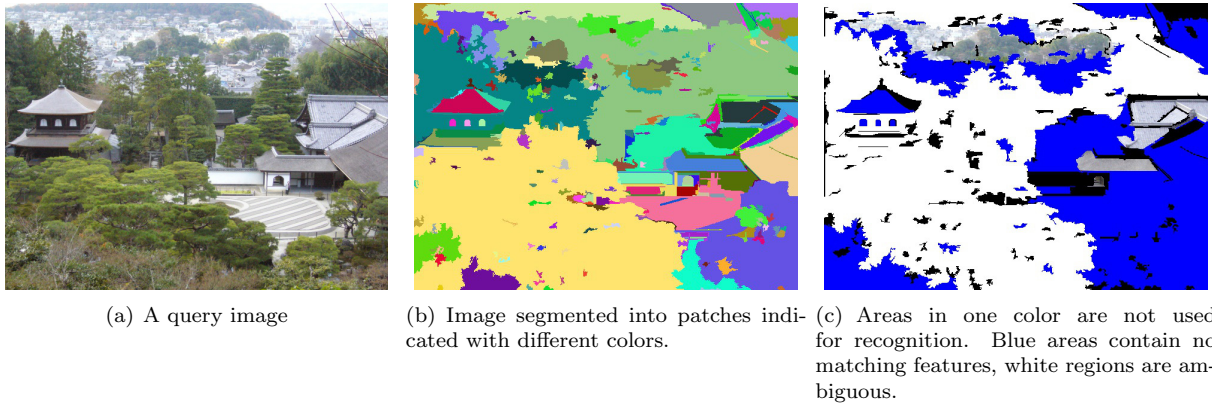 (a) A query image
(b) Image segmented into patches indi-
cated with different colors.
(c) Areas in one color are not used
for recognition. Blue areas contain no
matching features, white regions are am-
biguous.